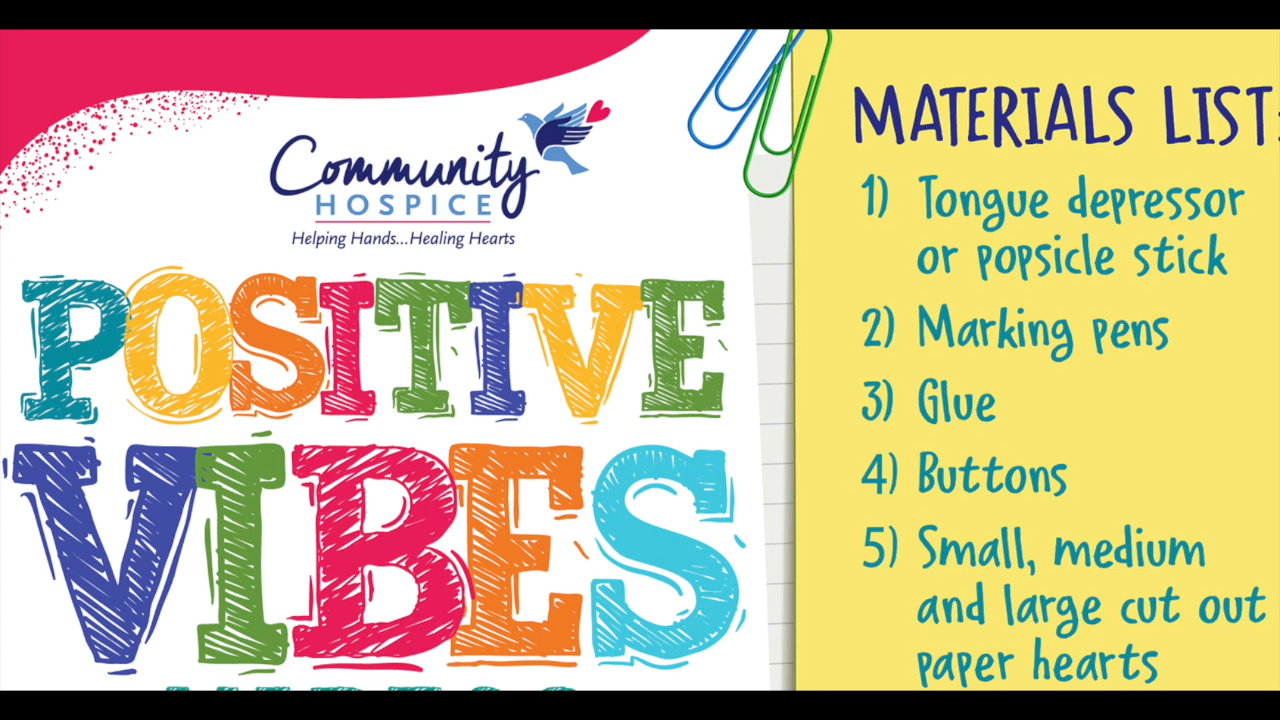 Community
HOSPICE
Helping Hands...Healing Hearts
POSITIVE
VIBES
MATERIALS LIST:
1) Tongue depressor
or popsicle stick
2) Marking pens
3) Glue
4) Buttons
5) Small, medium
and large cut out
paper hearts